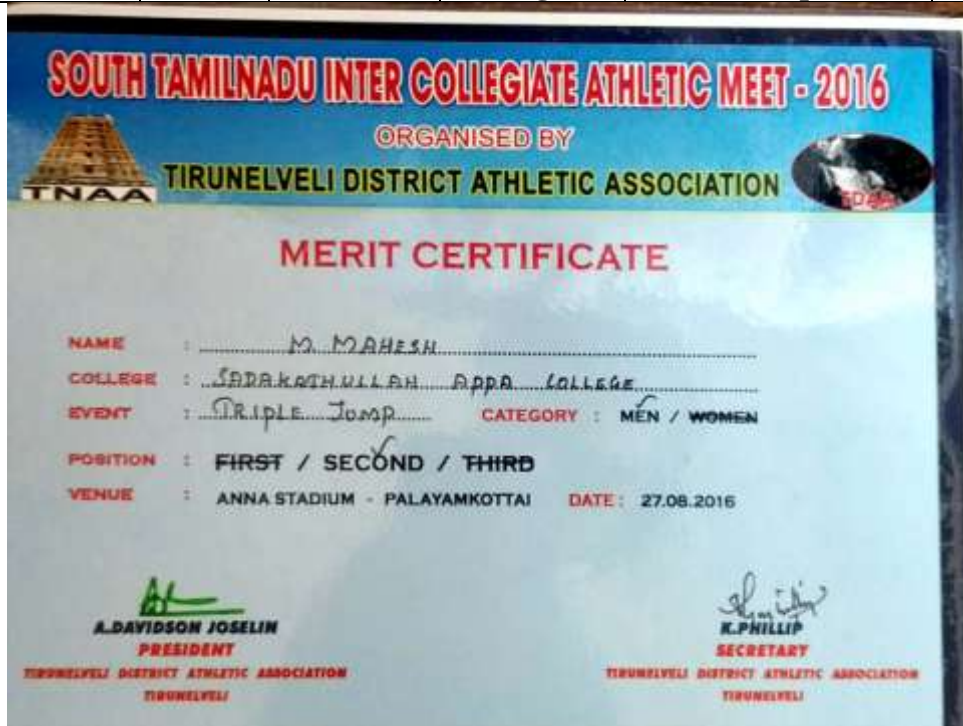 SOUTH TAMILNADU INTER COLLEGIATE ATHLETIC MEET - 2016
ORGANISED BY
TNAA TIRUNELVELI DISTRICT ATHLETIC ASSOCIATION TDAA
MERIT CERTIFICATE
NAME : M. MAHESH
COLLEGE : SADAKATHULLAH APPA COLLEGE
EVENT : TRIPLE JUMP CATEGORY : MEN / WOMEN
POSITION : FIRST / SECOND / THIRD
VENUE : ANNA STADIUM - PALAYAMKOTTAI DATE : 27.08.2016
A.DAVIDSON JOSELIN
PRESIDENT
TIRUNELVELI DISTRICT ATHLETIC ASSOCIATION
TIRUNELVELI
K.PHILLIP
SECRETARY
TIRUNELVELI DISTRICT ATHLETIC ASSOCIATION
TIRUNELVELI